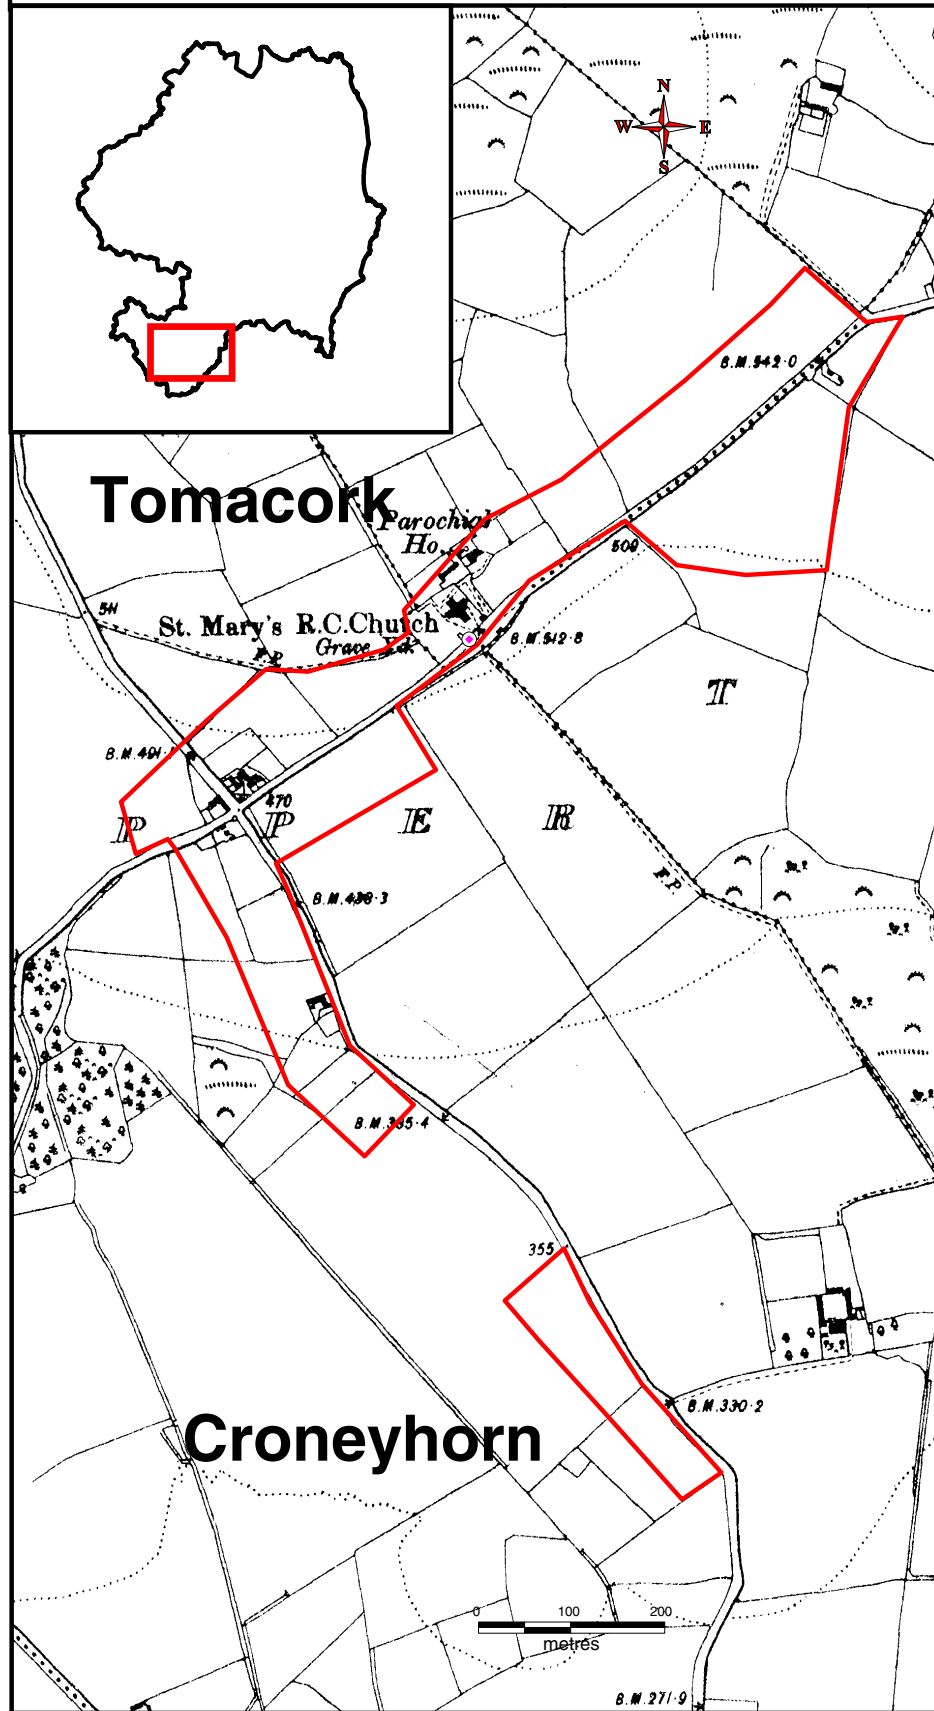 N
W E
S
B.M.542·0
Tomacork
Parochial
Ho.
509
511
St. Mary's R.C.Church
Grave Yd.
F.P.
B.M.512·8
T
B.M.491·
470
P P E R
F.P.
B.M.438·3
B.M.385·4
355
B.M.330·2
Croneyhorn
0 100 200
metres
B.M.271·9